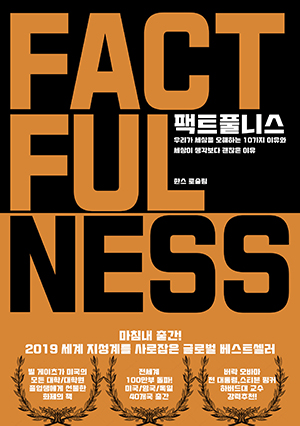 FACT
FUL
NESS
팩트풀니스
우리가 세상을 오해하는 10가지 이유와
세상이 생각보다 괜찮은 이유
한스 로슬링
마침내 출간!
2019 세계 지성계를 사로잡은 글로벌 베스트셀러
빌 게이츠가 미국의
모든 대학/대학원
졸업생에게 선물한
화제의 책
전세계
100만부 돌파!
미국/영국/독일
40개국 출간
버락 오바마
전 대통령,스티븐 핑커
하버드대 교수
강력추천!